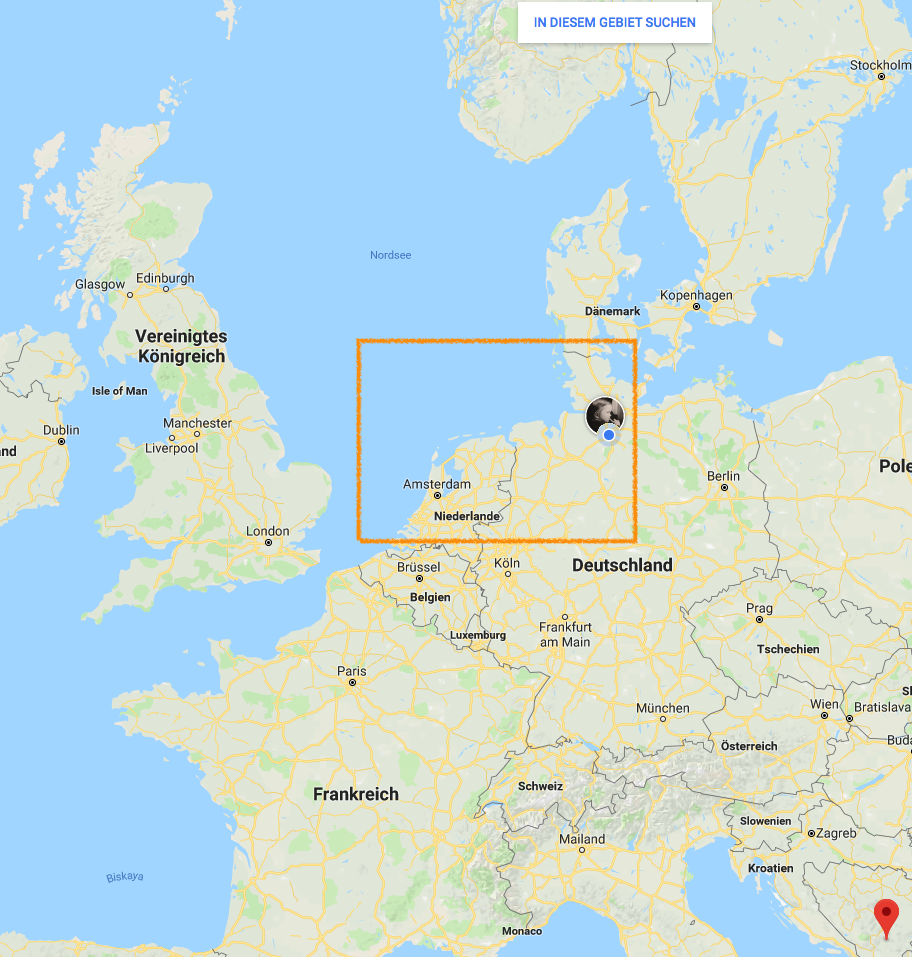 IN DIESEM GEBIET SUCHEN
Stockholm
Nordsee
Glasgow
Edinburgh
Kopenhagen
Dänemark
Vereinigtes
Königreich
Isle of Man
Manchester
Dublin
Liverpool
nd
Pole
Berlin
Amsterdam
Niederlande
London
Köln
Brüssel
Deutschland
Belgien
Prag
Frankfurt
am Main
Luxemburg
Tschechien
Paris
Sl
München
Wien
Bratislava
Buda
Österreich
Schweiz
Frankreich
Slowenien
Zagreb
Mailand
Kroatien
Biskaya
Monaco